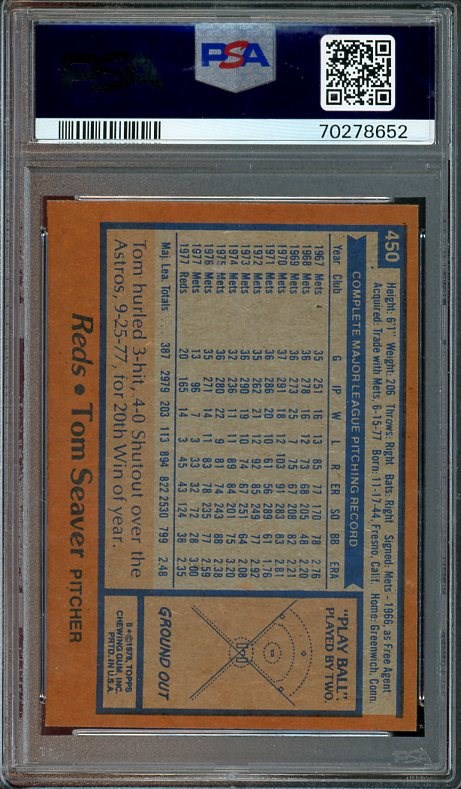 PSA
70278652
450
Height: 6'1" Weight: 206 Throws: Right Bats: Right Signed: Mets - 1966, as Free Agent
Acquired: Trade with Mets, 6-15-77 Born: 11-17-44, Fresno, Calif. Home: Greenwich, Conn.
COMPLETE MAJOR LEAGUE PITCHING RECORD
Year Club G IP W L R ER SO BB ERA
1967 Mets 35 251 16 13 85 77 170 78 2.76
1968 Mets 36 278 16 12 73 68 205 48 2.20
1969 Mets 36 273 25 7 75 67 208 82 2.21
1970 Mets 37 291 18 12 103 91 283 83 2.81
1971 Mets 36 286 20 10 61 56 289 61 1.76
1972 Mets 35 262 21 12 92 85 249 77 2.92
1973 Mets 36 290 19 10 74 67 251 64 2.08
1974 Mets 32 236 11 11 89 84 201 75 3.20
1975 Mets 36 280 22 9 81 74 243 88 2.38
1976 Mets 35 271 14 11 83 78 235 77 2.59
1977 Mets 13 96 7 3 33 32 72 28 3.00
1977 Reds 20 165 14 3 45 43 124 38 2.35
Maj. Lea. Totals 387 2979 203 113 894 822 2530 799 2.48
Tom hurled 3-hit, 4-0 Shutout over the
Astros, 9-25-77, for 20th Win of year.
"PLAY BALL"
PLAYED BY TWO
GROUND OUT
©1978, TOPPS
CHEWING GUM, INC.
PRTD. IN U.S.A.
Reds • Tom Seaver PITCHER